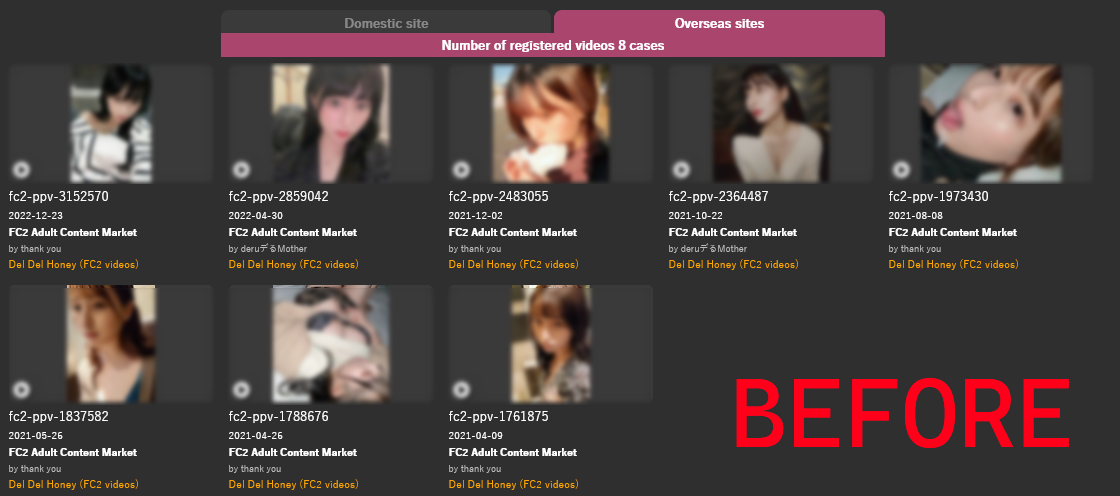 Domestic site
Overseas sites
Number of registered videos 8 cases
fc2-ppv-3152570
2022-12-23
FC2 Adult Content Market
by thank you
Del Del Honey (FC2 videos)
fc2-ppv-2859042
2022-04-30
FC2 Adult Content Market
by deruデるMother
Del Del Honey (FC2 videos)
fc2-ppv-2483055
2021-12-02
FC2 Adult Content Market
by thank you
Del Del Honey (FC2 videos)
fc2-ppv-2364487
2021-10-22
FC2 Adult Content Market
by deruデるMother
Del Del Honey (FC2 videos)
fc2-ppv-1973430
2021-08-08
FC2 Adult Content Market
by thank you
Del Del Honey (FC2 videos)
fc2-ppv-1837582
2021-05-26
FC2 Adult Content Market
by thank you
Del Del Honey (FC2 videos)
fc2-ppv-1788676
2021-04-26
FC2 Adult Content Market
by thank you
Del Del Honey (FC2 videos)
fc2-ppv-1761875
2021-04-09
FC2 Adult Content Market
by thank you
Del Del Honey (FC2 videos)
BEFORE